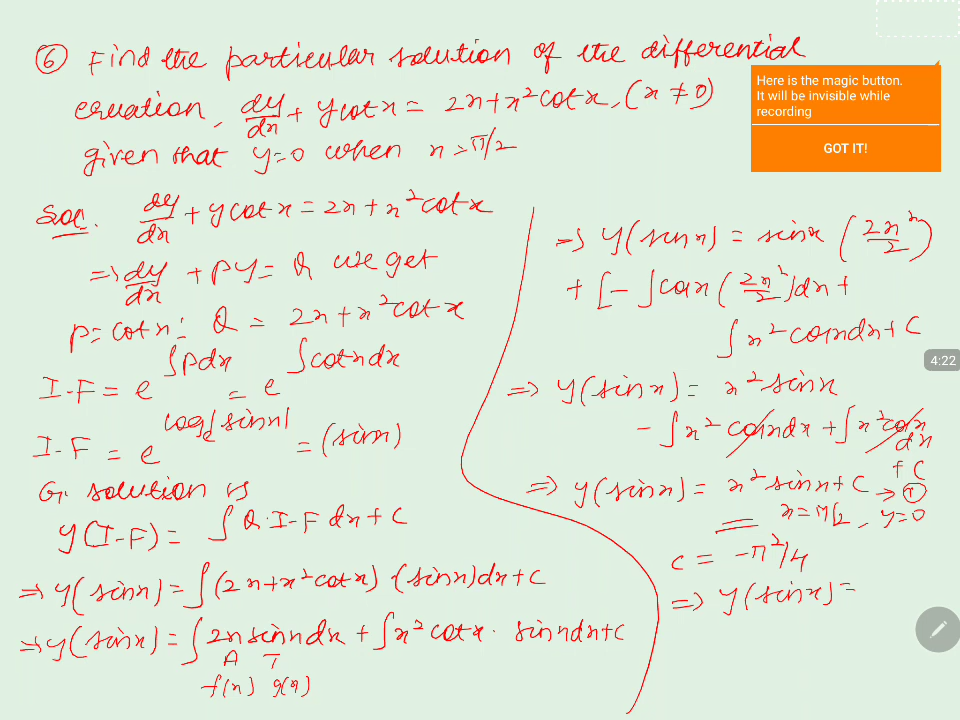 ⑥ Find the particular solution of the differential
equation, dy/dx + y cot x = 2x + x² cot x, (x ≠ 0)
given that y=0 when x = π/2
Here is the magic button.
It will be invisible while
recording
GOT IT!
Sol. dy/dx + y cot x = 2x + x² cot x
=> dy/dx + Py = Q we get
P = cot x : Q = 2x + x² cot x
I.F = e^∫Pdx = e^∫cot x dx
I.F = e^logₑ|sin x| = (sin x)
G. solution is
y(I.F) = ∫Q·I.F dx + C
=> y(sin x) = ∫(2x + x² cot x)·(sin x)dx + C
=> y(sin x) = ∫2x sin x dx + ∫x² cot x · sin x dx + C
A T
f(x) g(x)
=> y(sin x) = sin x (2x²/2)
+ [- ∫cos x (2x²/2)dx +
∫x² cos x dx + C
=> y(sin x) = x² sin x
- ∫x² cos x dx + ∫x² cos x dx
+ C
=> y(sin x) = x² sin x + C → ①
x = π/2, y = 0
C = -π²/4
=> y(sin x) =
4:22